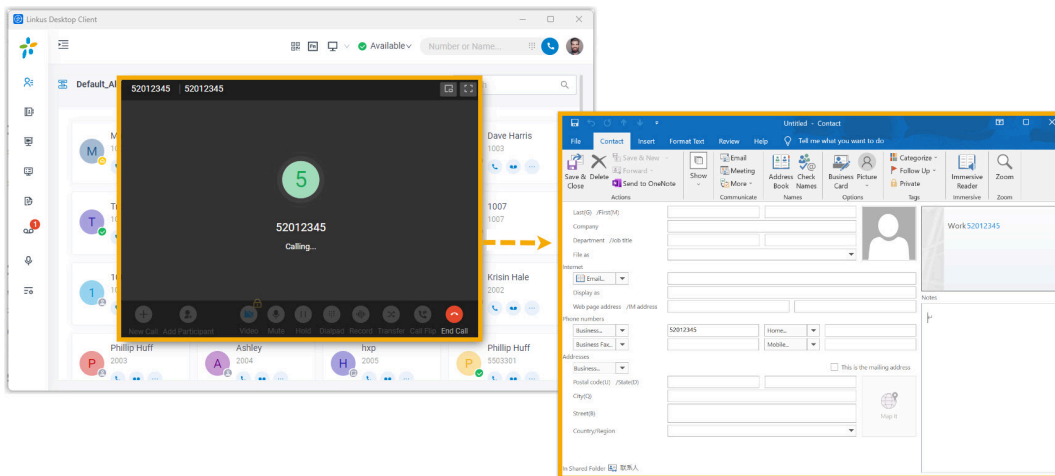 Linkus Desktop Client
Fn
Available
Number or Name...
Default_Al
52012345 52012345
5
52012345
Calling...
New Call Add Participant Video Mute Hold Dialpad Record Transfer Call Flip End Call
M
Dave Harris
1003
T
1007
1007
1
Krisin Hale
2002
P
Phillip Huff
2003
A
Ashley
2004
H
hxp
2005
P
Phillip Huff
5503301
1
Untitled - Contact
File Contact Insert Format Text Review Help Tell me what you want to do
Save & Close
Delete
Save & New
Forward
Send to OneNote
Actions
Show
Email
Meeting
More
Communicate
Address Book
Check Names
Names
Business Card
Picture
Options
Categorize
Follow Up
Private
Tags
Immersive Reader
Immersive
Zoom
Zoom
Last(G) /First(M)
Company
Department /Job title
File as
Internet
Email...
Display as
Web page address /IM address
Phone numbers
Business... 52012345 Home...
Business Fac... Mobile...
Addresses
Business... This is the mailing address
Postal code(U) /State(D)
City(Q)
Street(B)
Country/Region
Map It
Work 52012345
Notes
In Shared Folder 联系人